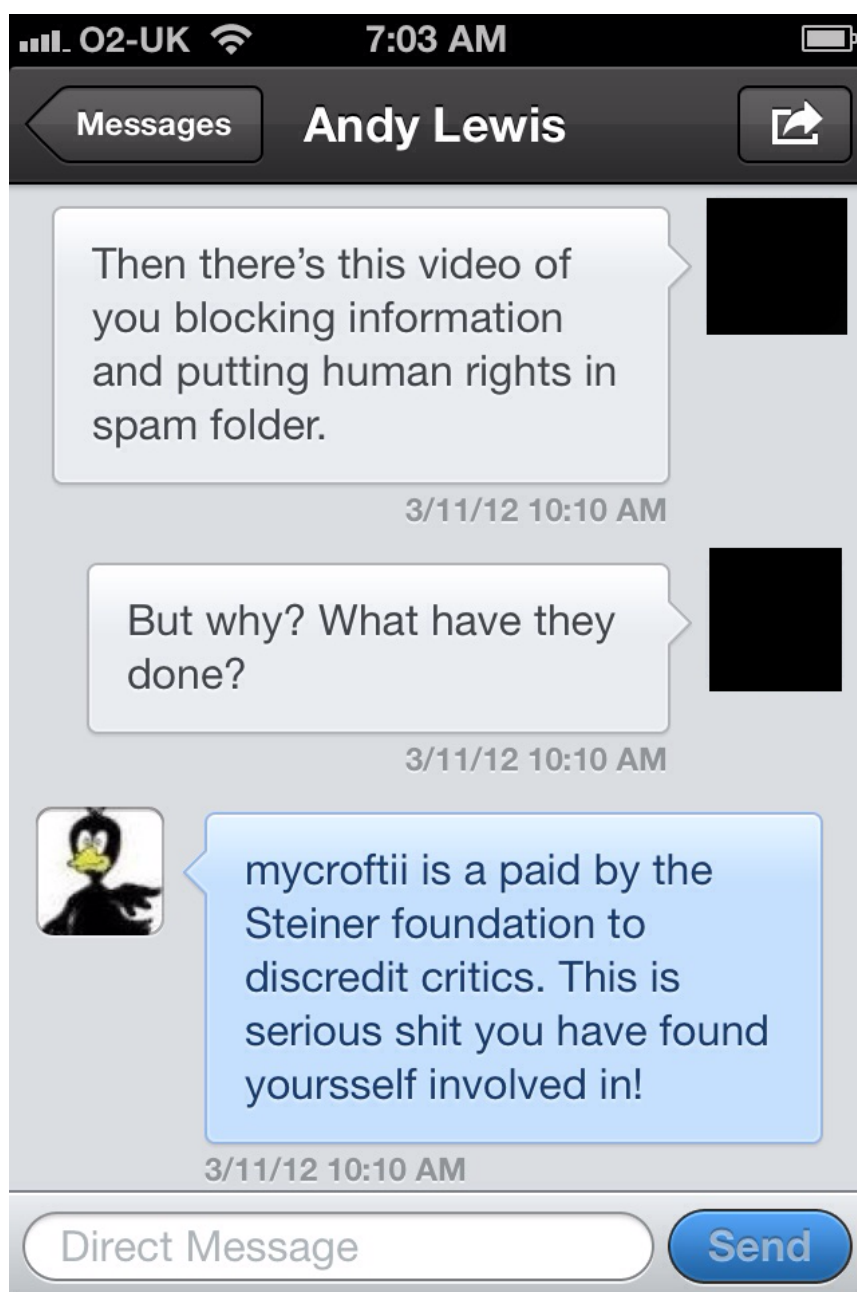 O2-UK 7:03 AM
Messages Andy Lewis
Then there's this video of
you blocking information
and putting human rights in
spam folder.
3/11/12 10:10 AM
But why? What have they
done?
3/11/12 10:10 AM
mycroftii is a paid by the
Steiner foundation to
discredit critics. This is
serious shit you have found
yoursself involved in!
3/11/12 10:10 AM
Direct Message Send